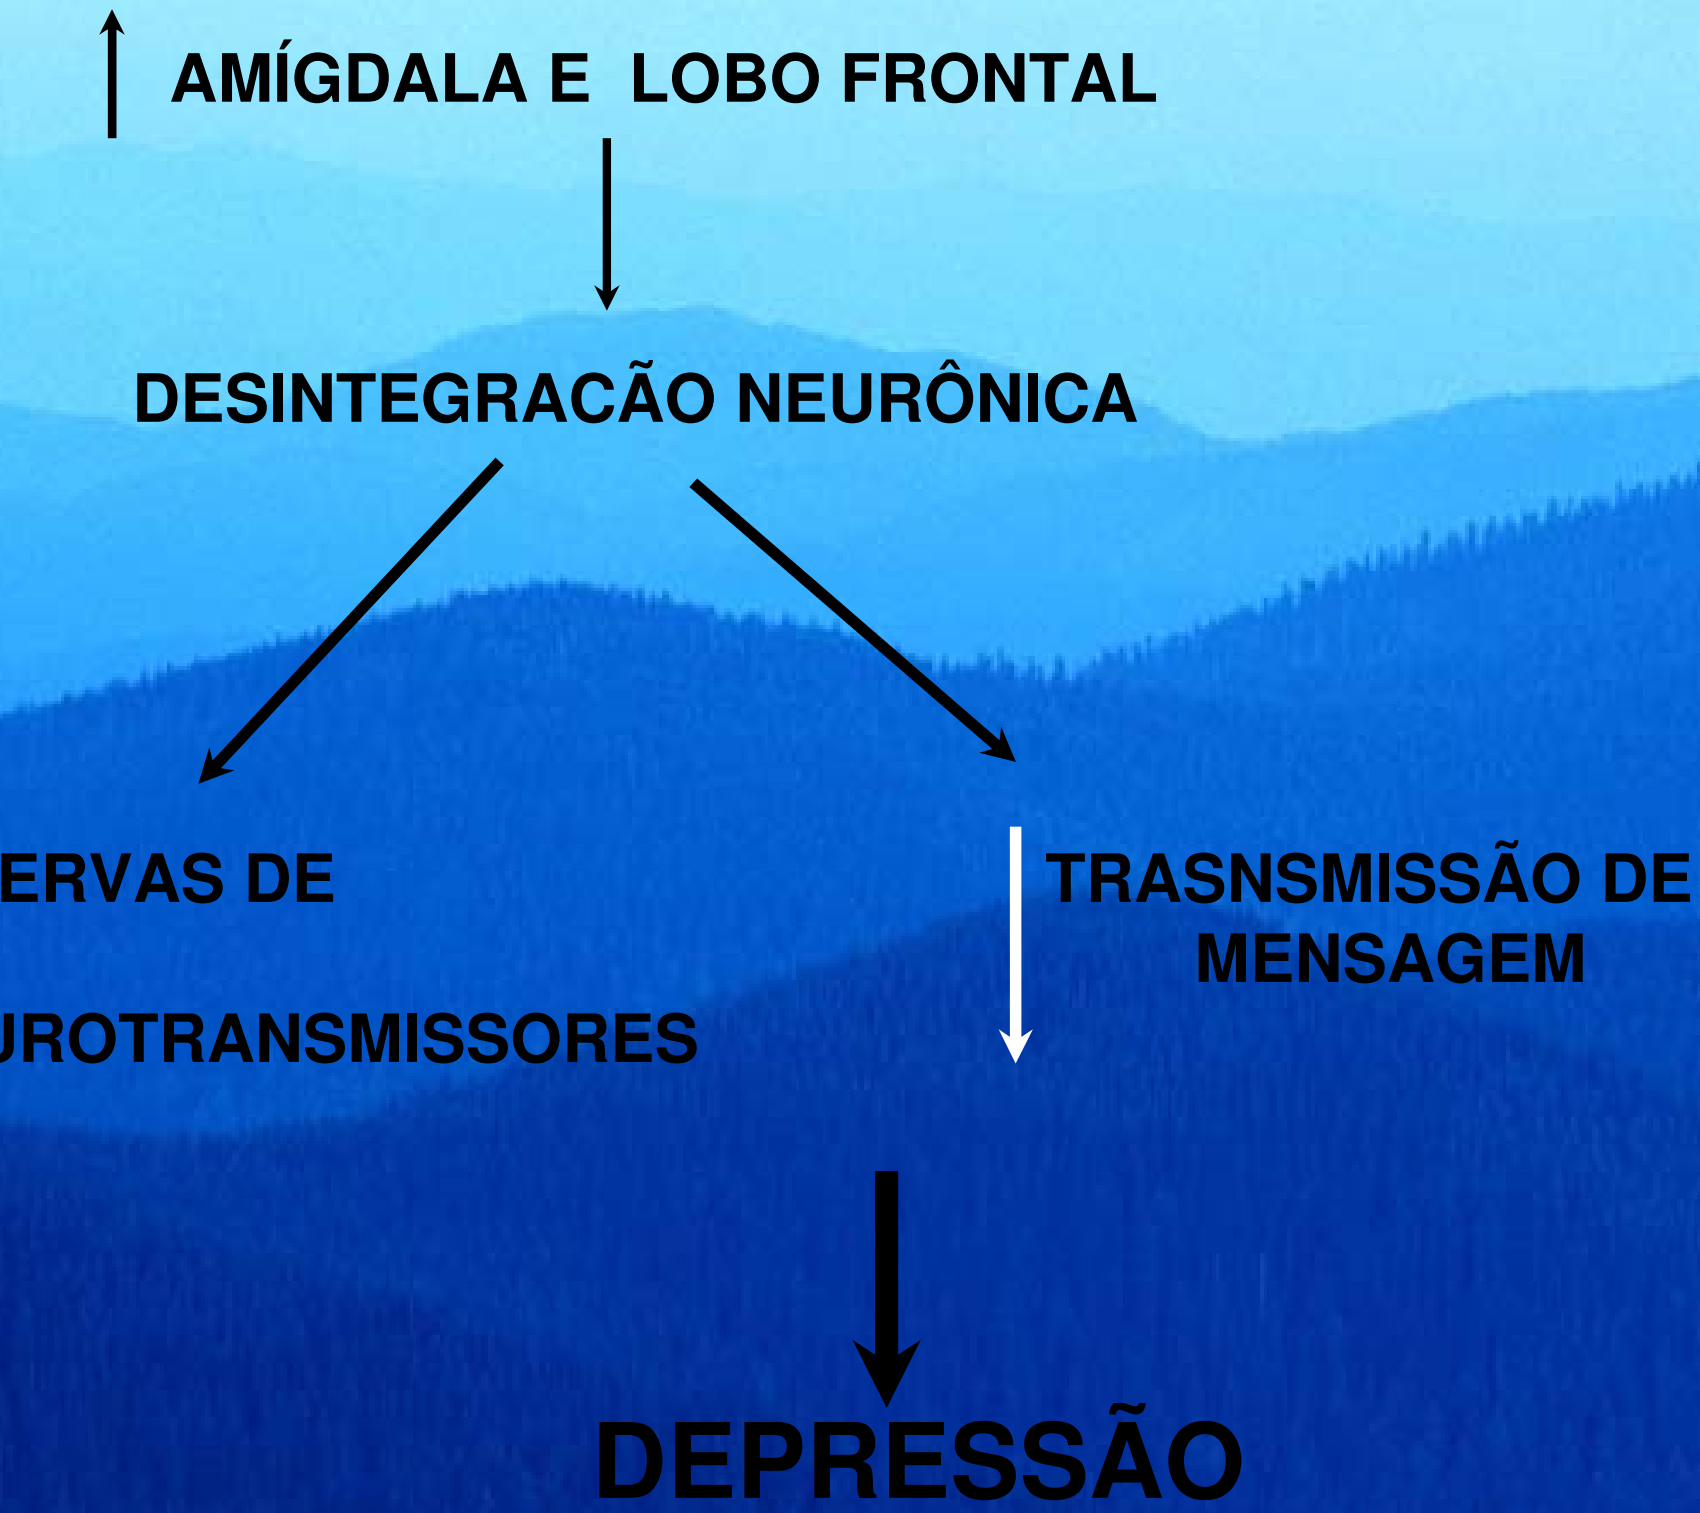 AMÍGDALA E LOBO FRONTAL
DESINTEGRACÃO NEURÔNICA
ERVAS DE
UROTRANSMISSORES
TRASNSMISSÃO DE
MENSAGEM
DEPRESSÃO